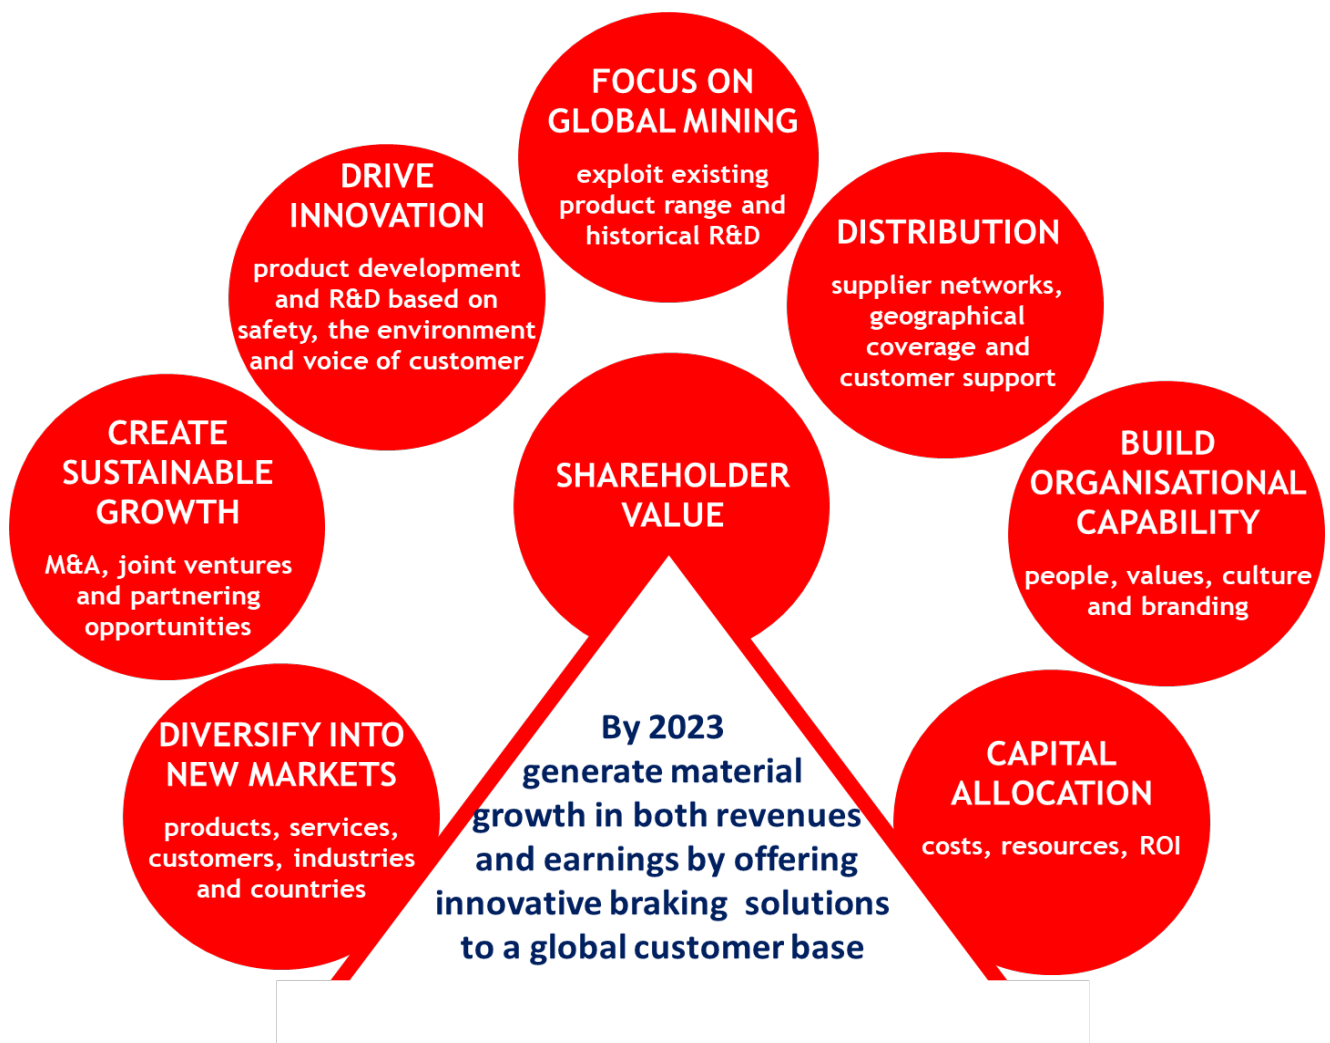 FOCUS ON
GLOBAL MINING
exploit existing
product range and
historical R&D
DRIVE
INNOVATION
product development
and R&D based on
safety, the environment
and voice of customer
DISTRIBUTION
supplier networks,
geographical
coverage and
customer support
CREATE
SUSTAINABLE
GROWTH
M&A, joint ventures
and partnering
opportunities
SHAREHOLDER
VALUE
BUILD
ORGANISATIONAL
CAPABILITY
people, values, culture
and branding
DIVERSIFY INTO
NEW MARKETS
products, services,
customers, industries
and countries
By 2023
generate material
growth in both revenues
and earnings by offering
innovative braking solutions
to a global customer base
CAPITAL
ALLOCATION
costs, resources, ROI